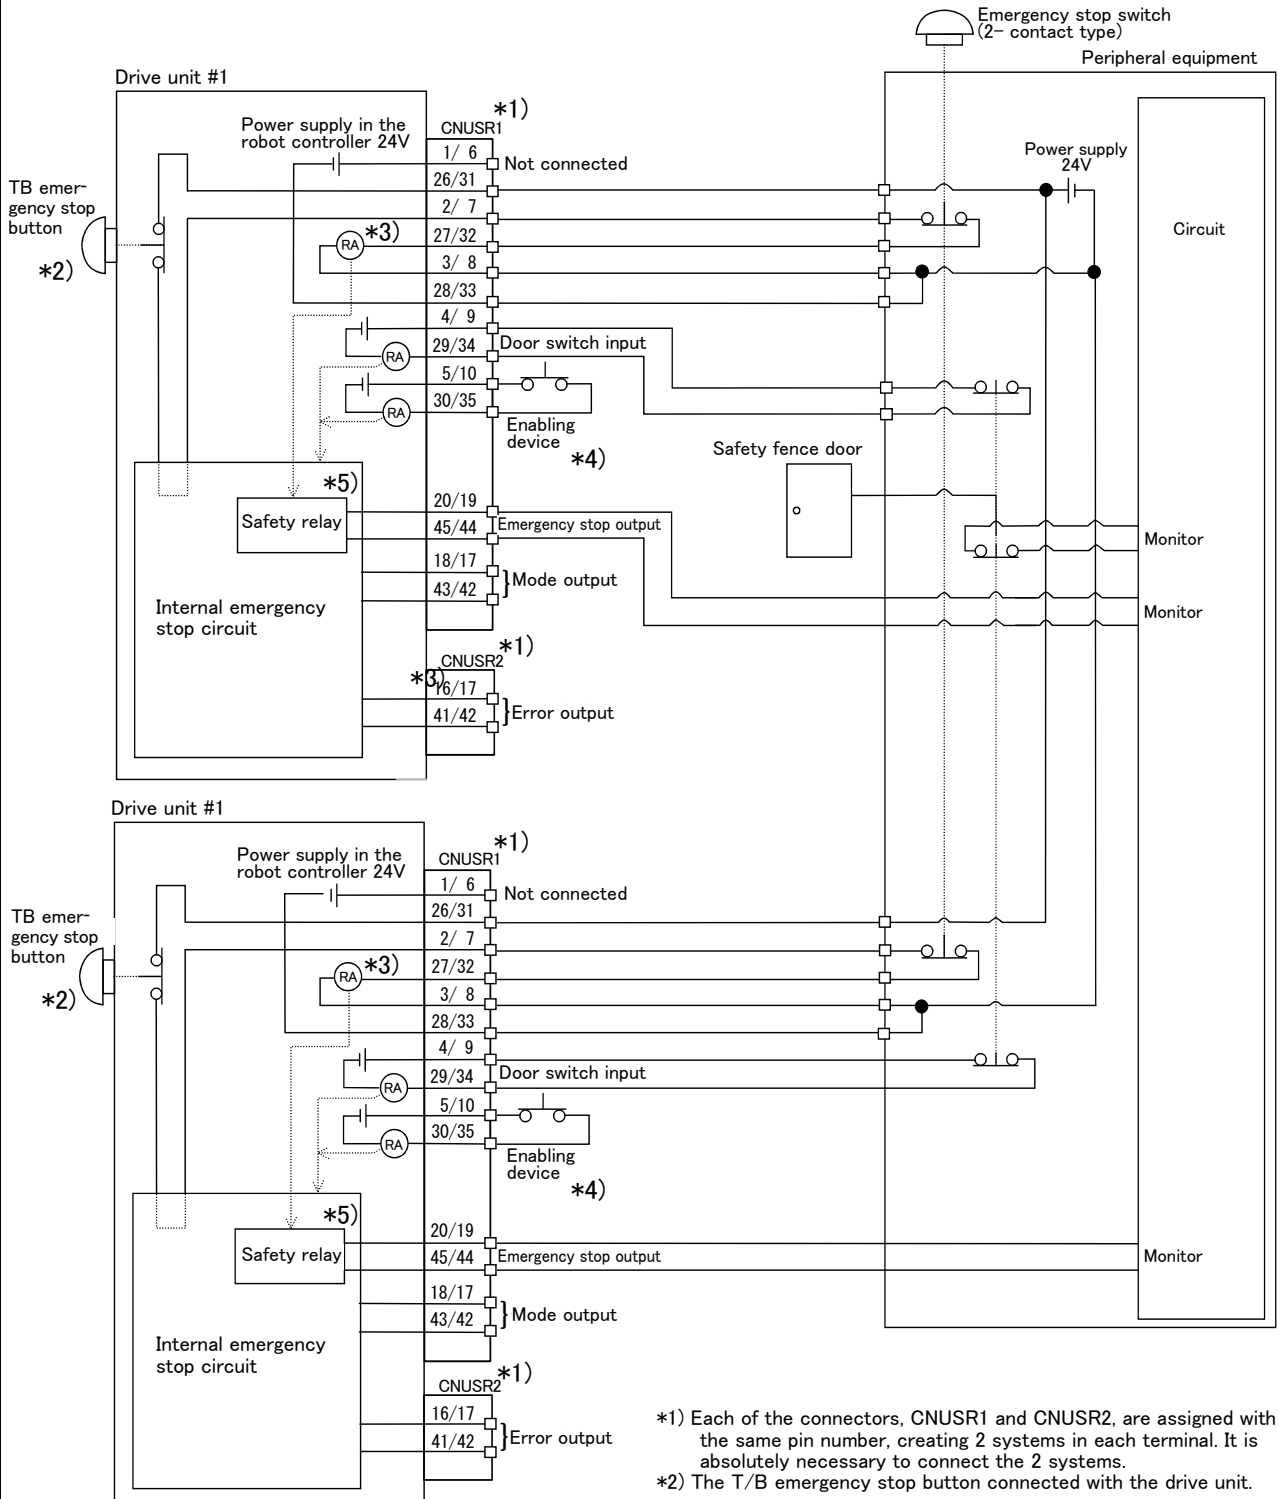 Emergency stop switch
(2- contact type)
Peripheral equipment
Drive unit #1
*1)
CNUSR1
Power supply in the
robot controller 24V
1/ 6
Not connected
26/31
2/ 7
*3)
RA
27/32
3/ 8
28/33
4/ 9
29/34
Door switch input
RA
5/10
30/35
RA
Enabling
device
*4)
TB emer-
gency stop
button
*2)
Power supply
24V
Circuit
Safety fence door
*5)
Safety relay
20/19
45/44
Emergency stop output
18/17
43/42
Mode output
Internal emergency
stop circuit
Monitor
Monitor
*1)
CNUSR2
*3)
16/17
41/42
Error output
Drive unit #1
*1)
CNUSR1
Power supply in the
robot controller 24V
1/ 6
Not connected
26/31
2/ 7
*3)
RA
27/32
3/ 8
28/33
4/ 9
29/34
Door switch input
RA
5/10
30/35
RA
Enabling
device
*4)
TB emer-
gency stop
button
*2)
*5)
Safety relay
20/19
45/44
Emergency stop output
Monitor
18/17
43/42
Mode output
Internal emergency
stop circuit
*1)
CNUSR2
16/17
41/42
Error output
*1) Each of the connectors, CNUSR1 and CNUSR2, are assigned with
the same pin number, creating 2 systems in each terminal. It is
absolutely necessary to connect the 2 systems.
*2) The T/B emergency stop button connected with the drive unit.